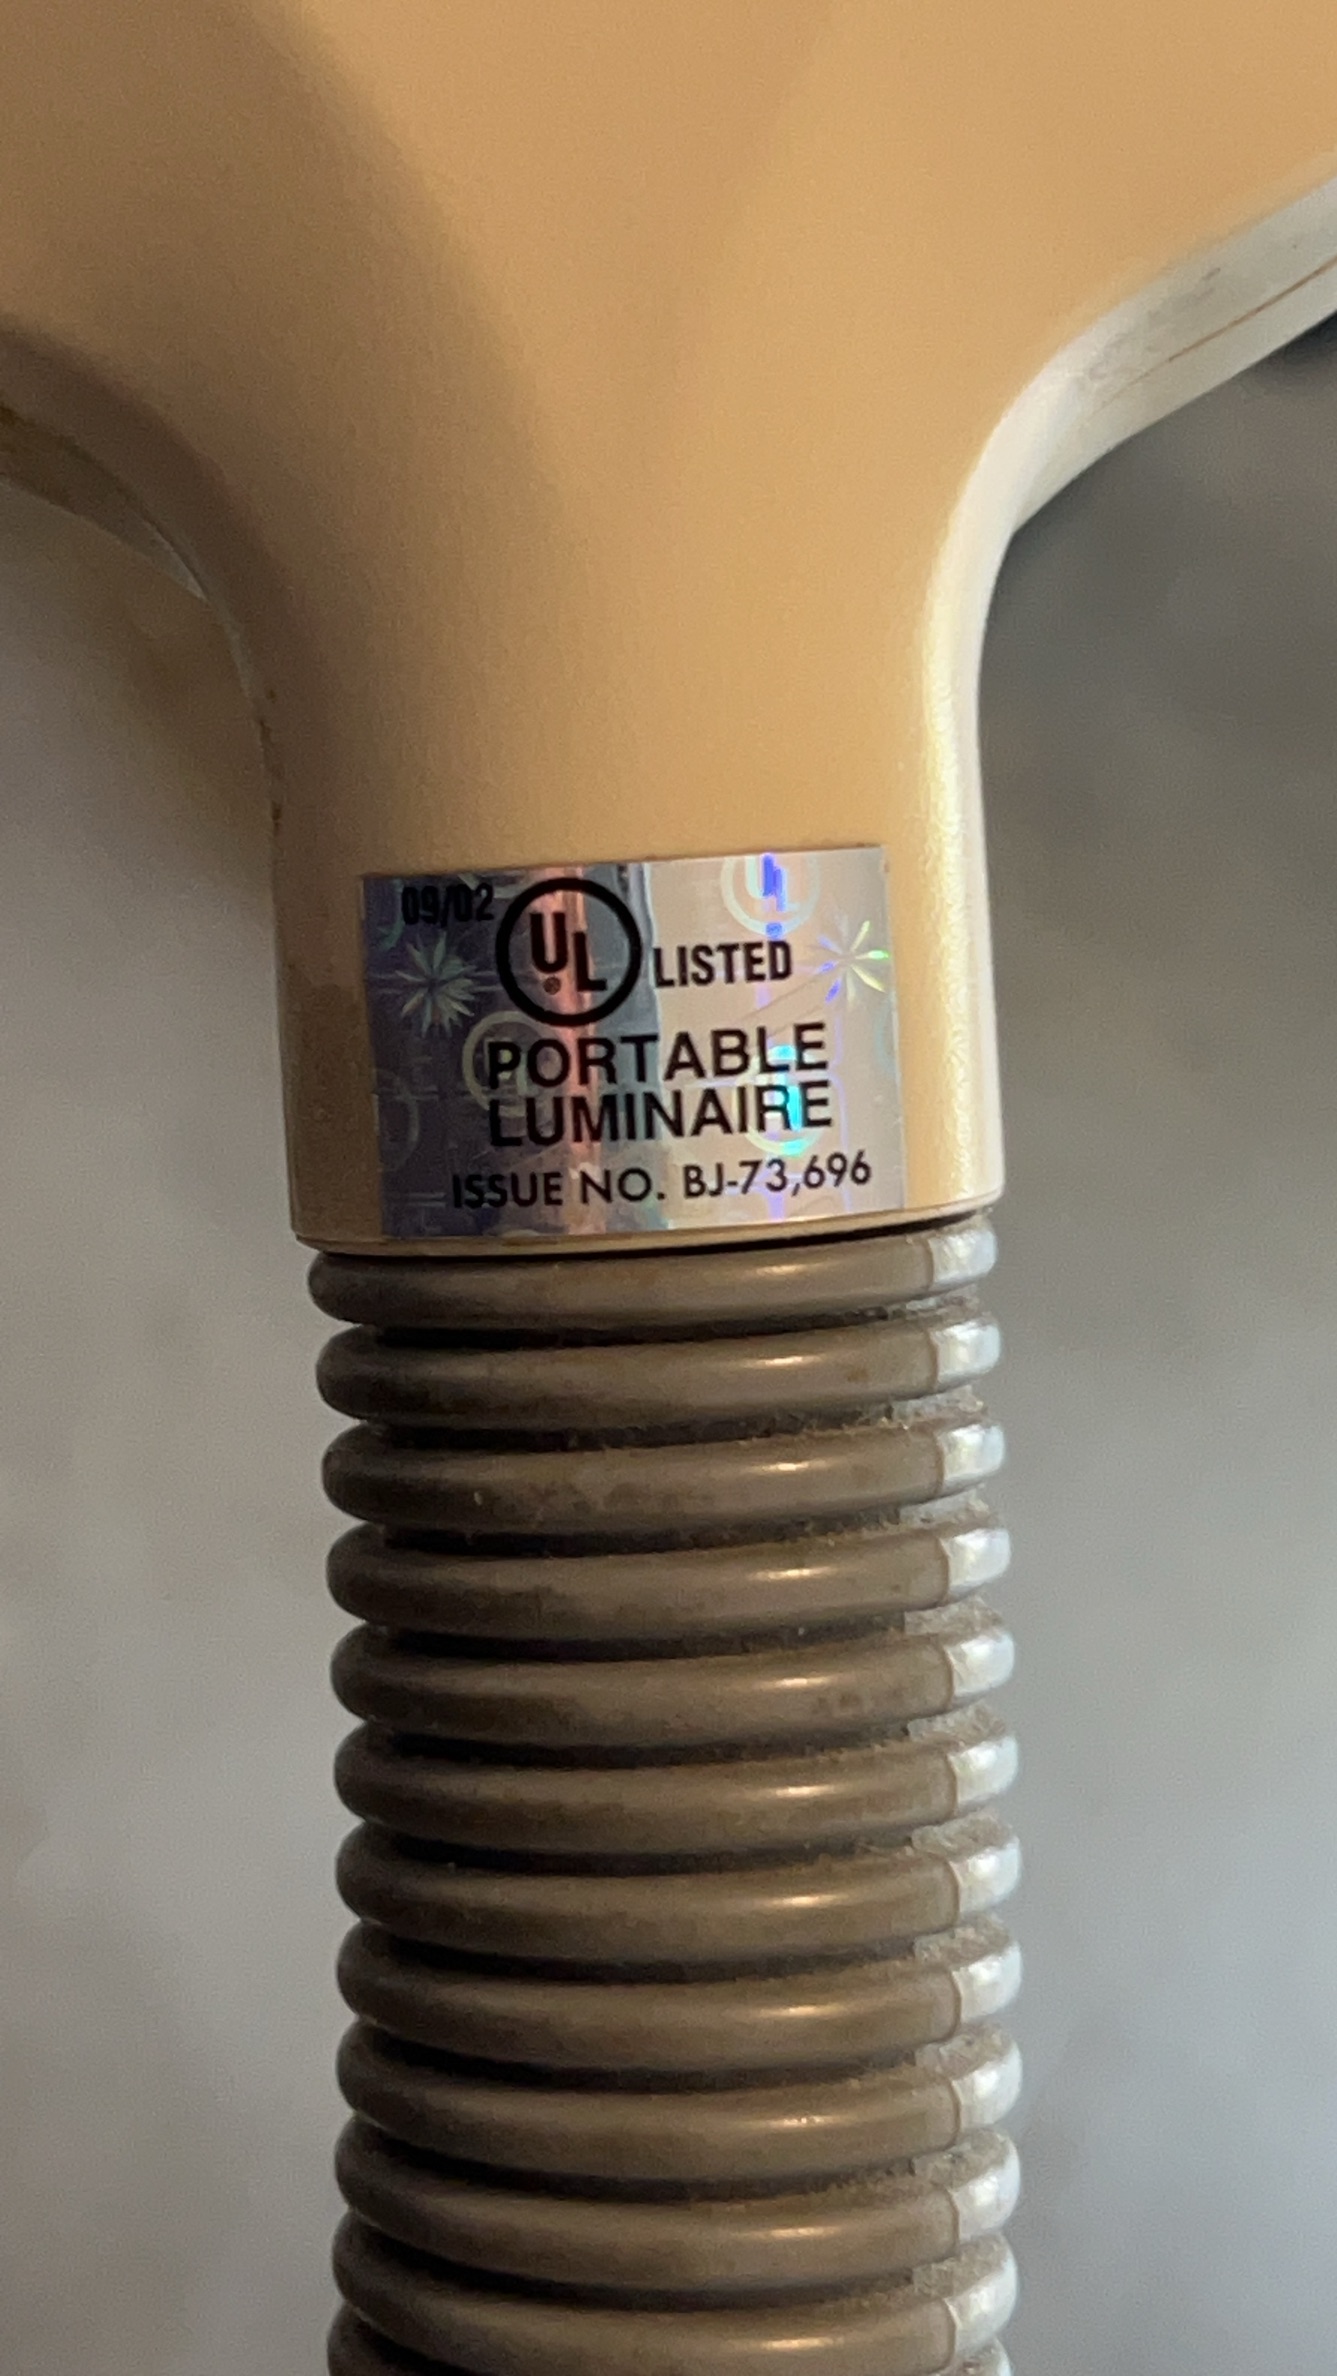 09/02 UL® LISTED
PORTABLE
LUMINAIRE
ISSUE NO. BJ-73,696